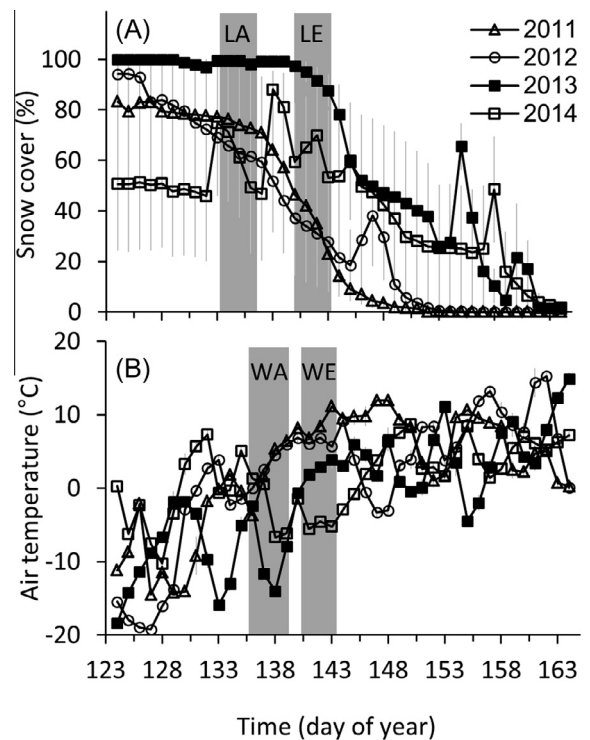 (A)
LA
LE
2011
2012
2013
2014
Snow cover (%)
100
80
60
40
20
0
(B)
WA
WE
Air temperature (°C)
20
10
0
-10
-20
123 128 133 138 143 148 153 158 163
Time (day of year)